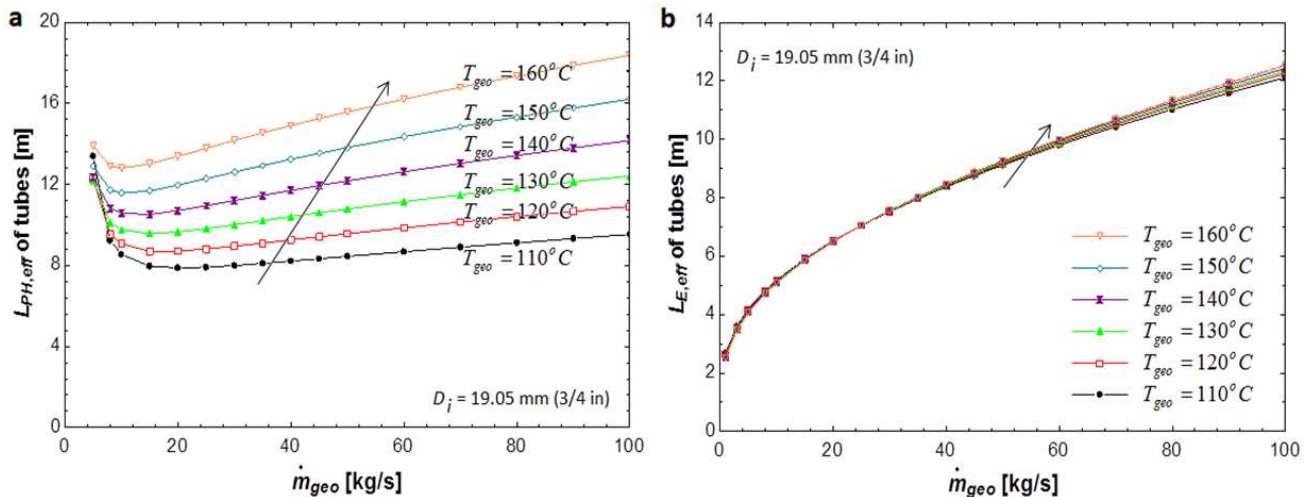 a
L_PH,eff of tubes [m]
20
16
12
8
4
0
T_geo = 160°C
T_geo = 150°C
T_geo = 140°C
T_geo = 130°C
T_geo = 120°C
T_geo = 110°C
D_i = 19.05 mm (3/4 in)
0 20 40 60 80 100
ṁ_geo [kg/s]
b
L_E,eff of tubes [m]
14
12
10
8
6
4
2
0
D_i = 19.05 mm (3/4 in)
T_geo = 160°C
T_geo = 150°C
T_geo = 140°C
T_geo = 130°C
T_geo = 120°C
T_geo = 110°C
0 20 40 60 80 100
ṁ_geo [kg/s]